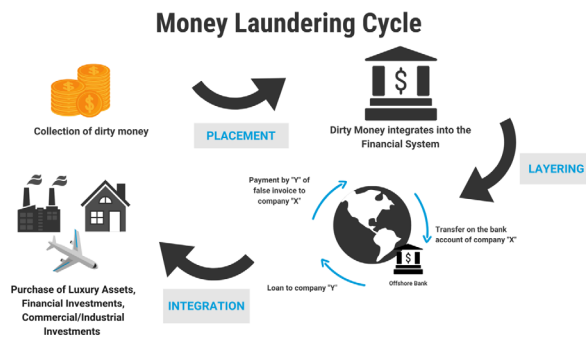 Money Laundering Cycle
Collection of dirty money
PLACEMENT
$
Dirty Money integrates into the
Financial System
LAYERING
Payment by "Y" of
false invoice to
company "X"
Transfer on the bank
account of company "X"
$
Offshore Bank
Loan to company "Y"
INTEGRATION
Purchase of Luxury Assets,
Financial Investments,
Commercial/Industrial
Investments